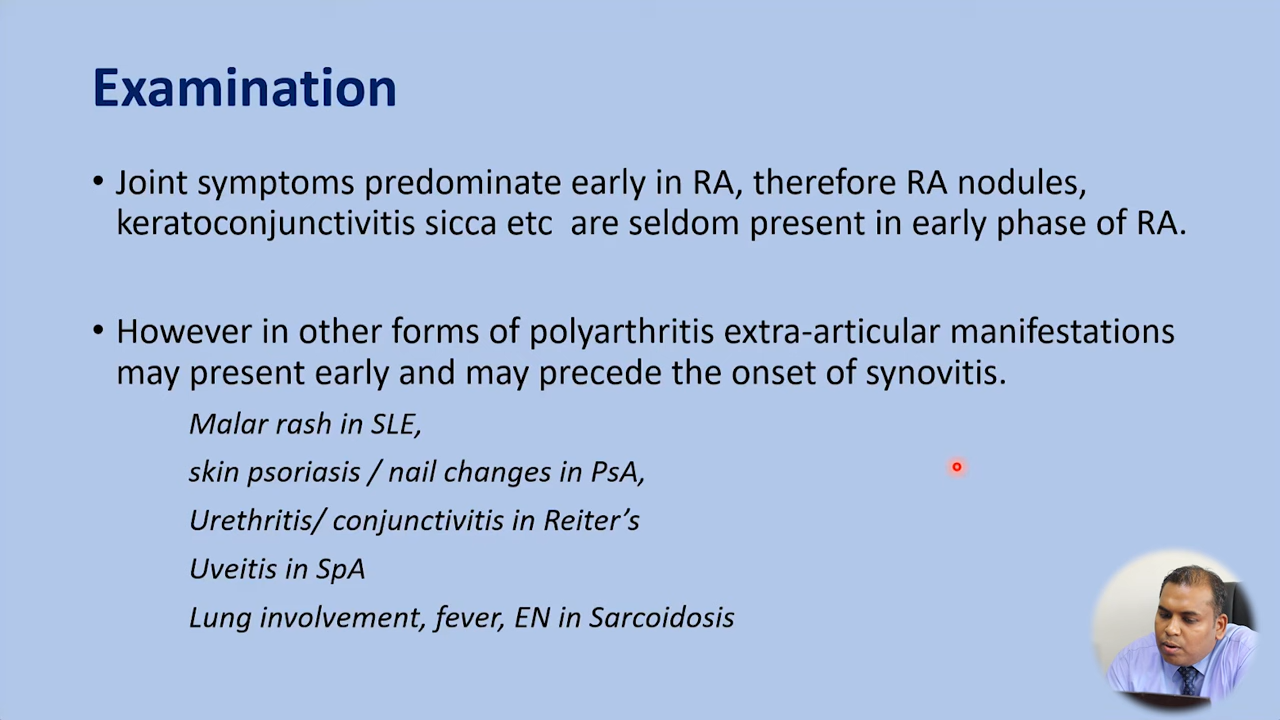 Examination
• Joint symptoms predominate early in RA, therefore RA nodules,
keratoconjunctivitis sicca etc  are seldom present in early phase of RA.
• However in other forms of polyarthritis extra-articular manifestations
may present early and may precede the onset of synovitis.
Malar rash in SLE,
skin psoriasis / nail changes in PsA,
Urethritis/ conjunctivitis in Reiter’s
Uveitis in SpA
Lung involvement, fever, EN in Sarcoidosis